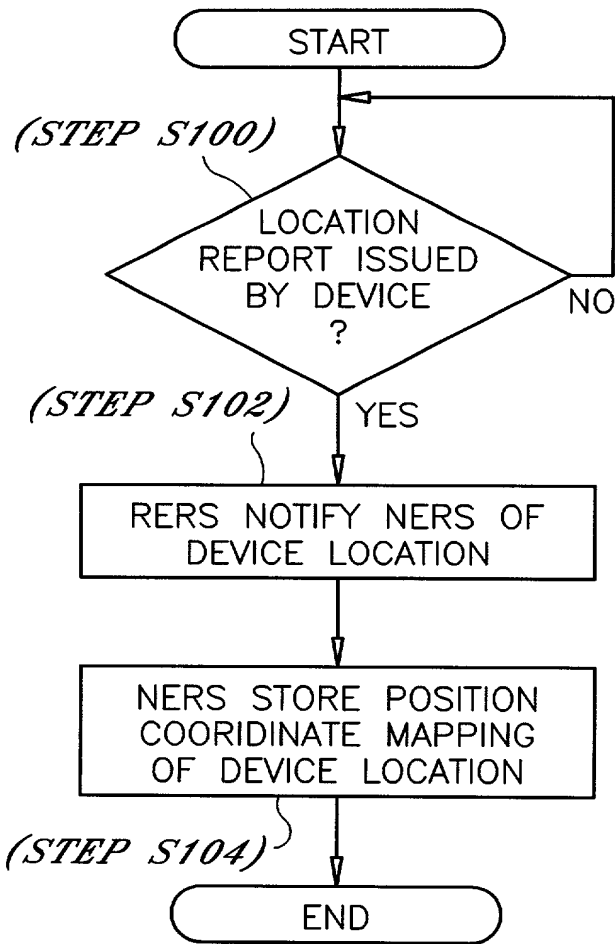 START
(STEP S100)
LOCATION
REPORT ISSUED
BY DEVICE
?
NO
(STEP S102)
YES
RERS NOTIFY NERS OF
DEVICE LOCATION
NERS STORE POSITION
COORIDINATE MAPPING
OF DEVICE LOCATION
(STEP S104)
END